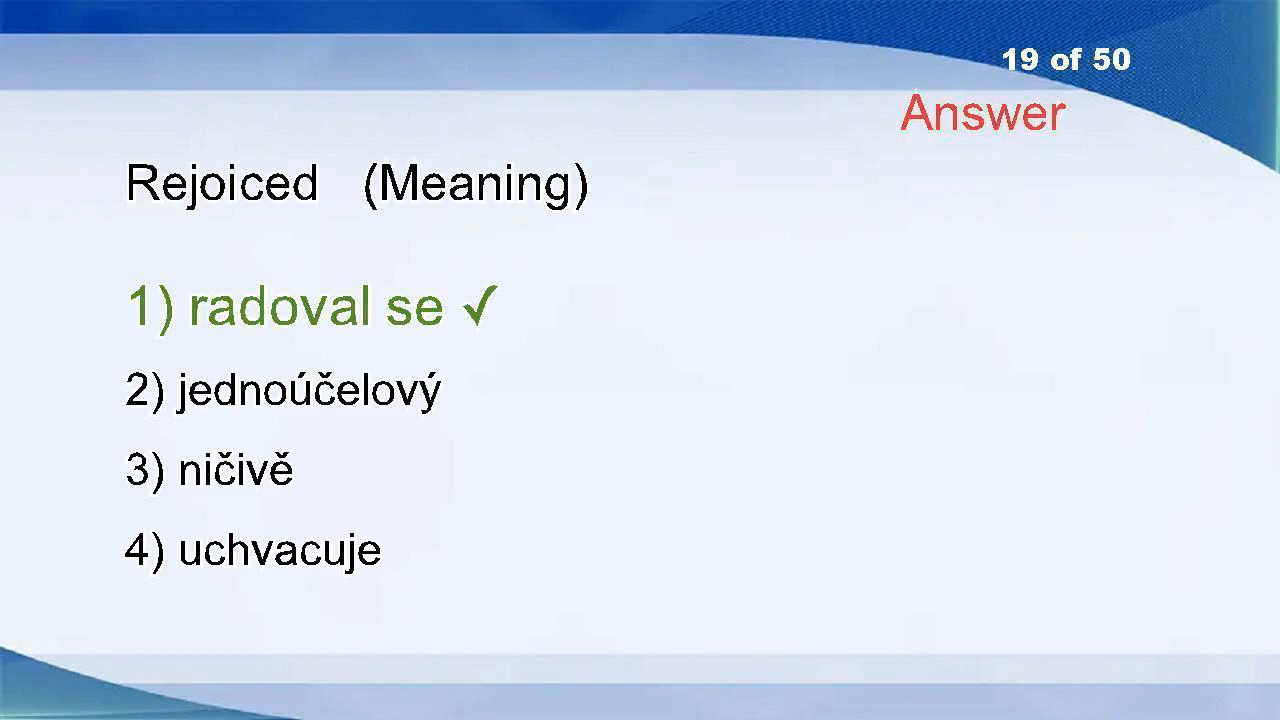 19 of 50
Answer
Rejoiced (Meaning)
1) radoval se ✓
2) jednoúčelový
3) ničivě
4) uchvacuje